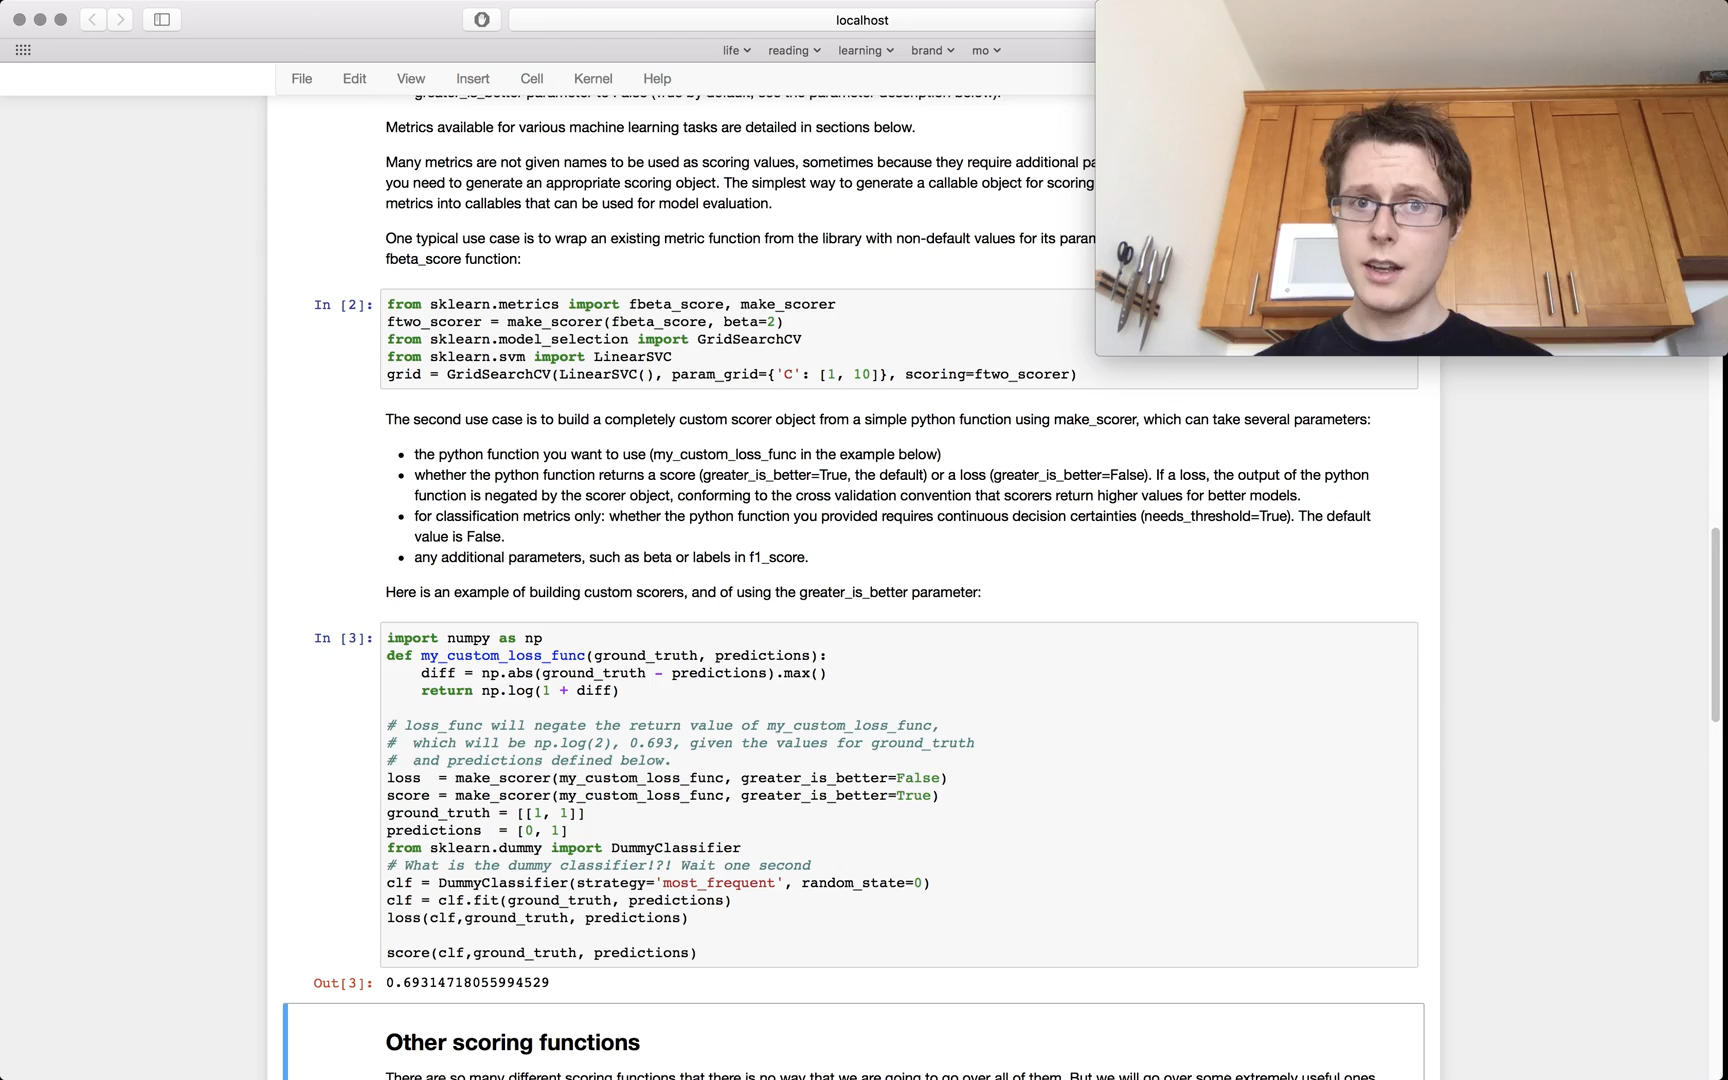 localhost
life reading learning brand mo
File Edit View Insert Cell Kernel Help
greater_is_better parameter to False (True by default, see the parameter description below).
Metrics available for various machine learning tasks are detailed in sections below.
Many metrics are not given names to be used as scoring values, sometimes because they require additional
you need to generate an appropriate scoring object. The simplest way to generate a callable object for scoring
metrics into callables that can be used for model evaluation.
One typical use case is to wrap an existing metric function from the library with non-default values for its
fbeta_score function:
In [2]: from sklearn.metrics import fbeta_score, make_scorer
ftwo_scorer = make_scorer(fbeta_score, beta=2)
from sklearn.model_selection import GridSearchCV
from sklearn.svm import LinearSVC
grid = GridSearchCV(LinearSVC(), param_grid={'C': [1, 10]}, scoring=ftwo_scorer)
The second use case is to build a completely custom scorer object from a simple python function using make_scorer, which can take several parameters:
• the python function you want to use (my_custom_loss_func in the example below)
• whether the python function returns a score (greater_is_better=True, the default) or a loss (greater_is_better=False). If a loss, the output of the python
function is negated by the scorer object, conforming to the cross validation convention that scorers return higher values for better models.
• for classification metrics only: whether the python function you provided requires continuous decision certainties (needs_threshold=True). The default
value is False.
• any additional parameters, such as beta or labels in f1_score.
Here is an example of building custom scorers, and of using the greater_is_better parameter:
In [3]: import numpy as np
def my_custom_loss_func(ground_truth, predictions):
diff = np.abs(ground_truth - predictions).max()
return np.log(1 + diff)
# loss_func will negate the return value of my_custom_loss_func,
#  which will be np.log(2), 0.693, given the values for ground_truth
#  and predictions defined below.
loss  = make_scorer(my_custom_loss_func, greater_is_better=False)
score = make_scorer(my_custom_loss_func, greater_is_better=True)
ground_truth = [[1, 1]]
predictions  = [0, 1]
from sklearn.dummy import DummyClassifier
# What is the dummy classifier!?! Wait one second
clf = DummyClassifier(strategy='most_frequent', random_state=0)
clf = clf.fit(ground_truth, predictions)
loss(clf,ground_truth, predictions)
score(clf,ground_truth, predictions)
Out[3]: 0.69314718055994529
Other scoring functions
There are so many different scoring functions that there is no way that we are going to go over all of them. But we will go over some extremely useful ones